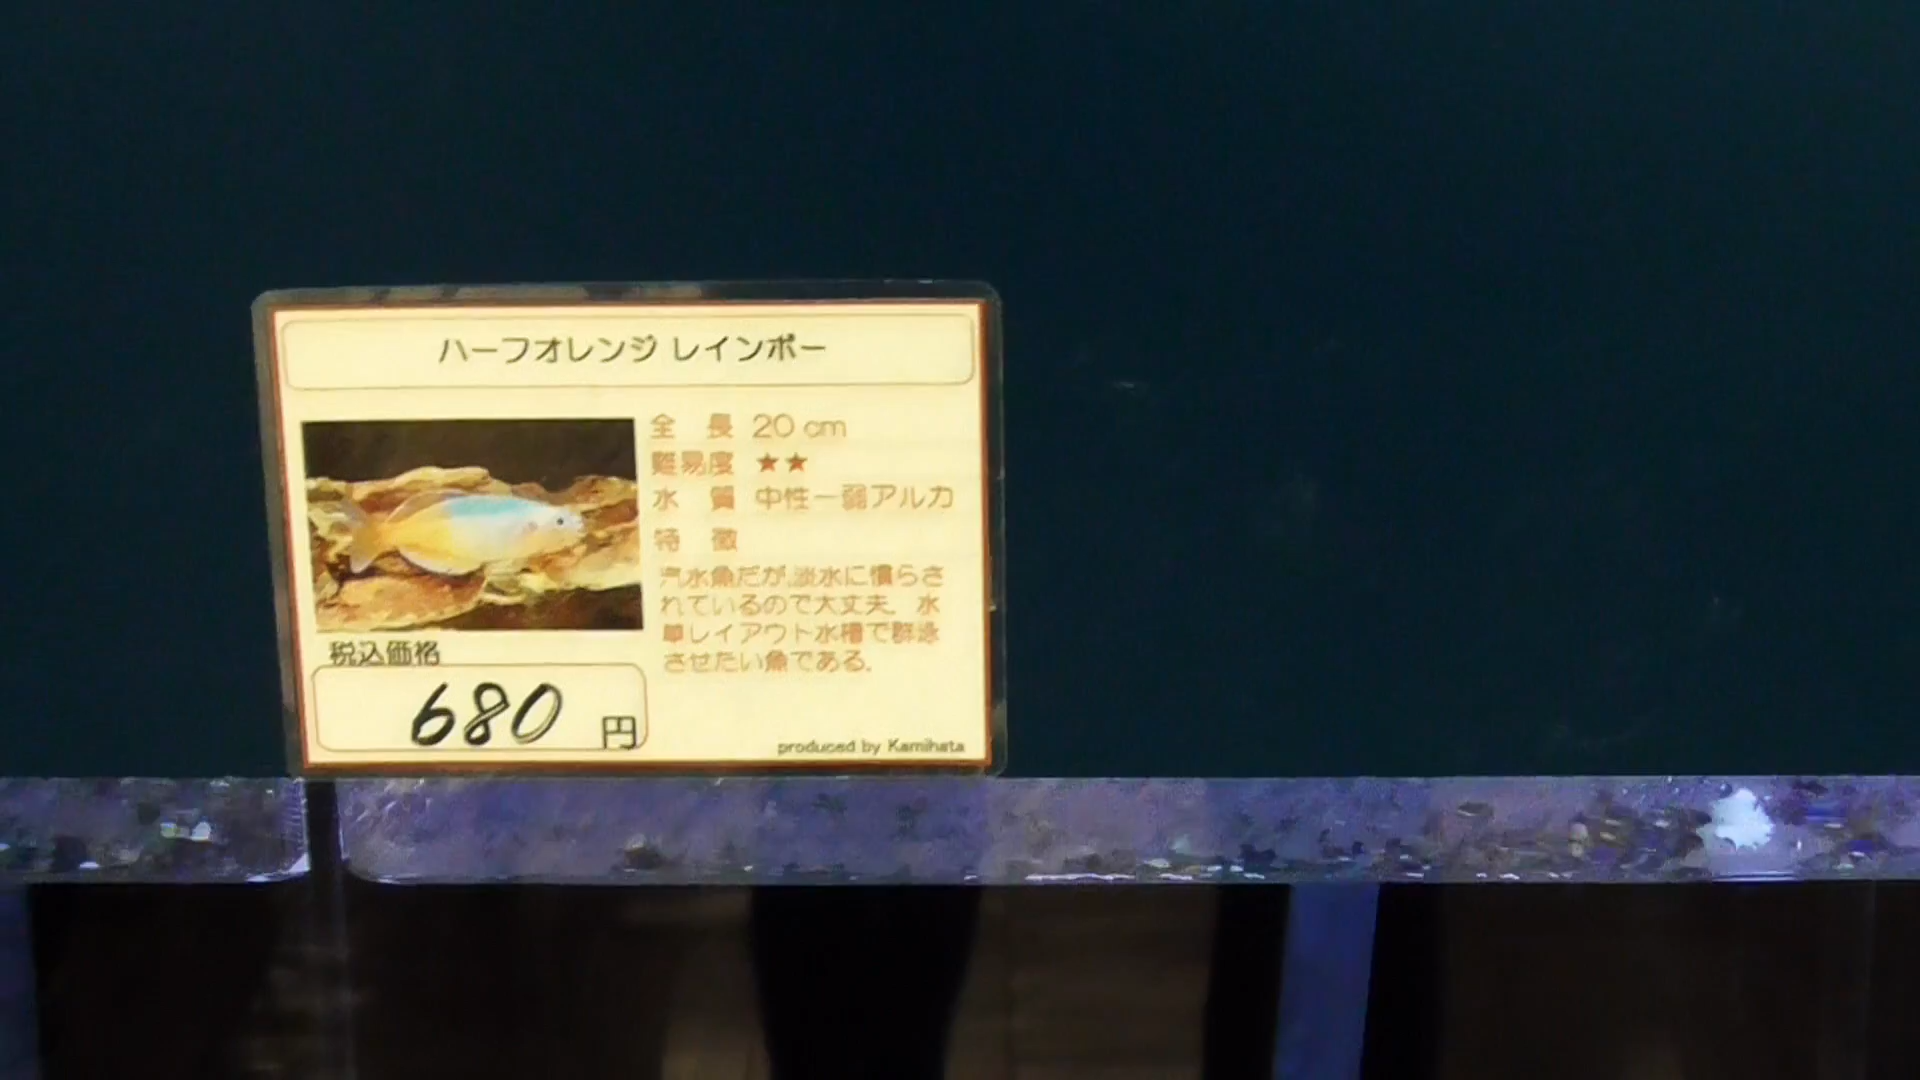 ハーフオレンジ レインボー
全 長 20 cm
難易度 ★★
水 質 中性ー弱アルカ
特 徴
汽水魚だが、淡水に慣らさ
れているので大丈夫。水
草レイアウト水槽で群泳
させたい魚である。
税込価格
680 円
produced by Kamihata